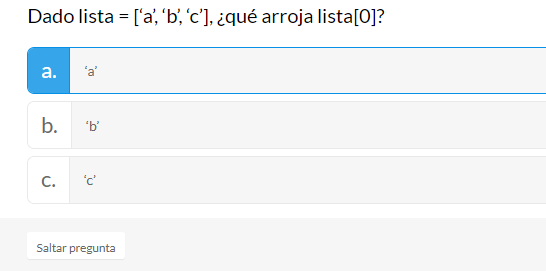 Dado lista = [‘a’, ‘b’, ‘c’], ¿qué arroja lista[0]?
a. ‘a’
b. ‘b’
c. ‘c’
Saltar pregunta